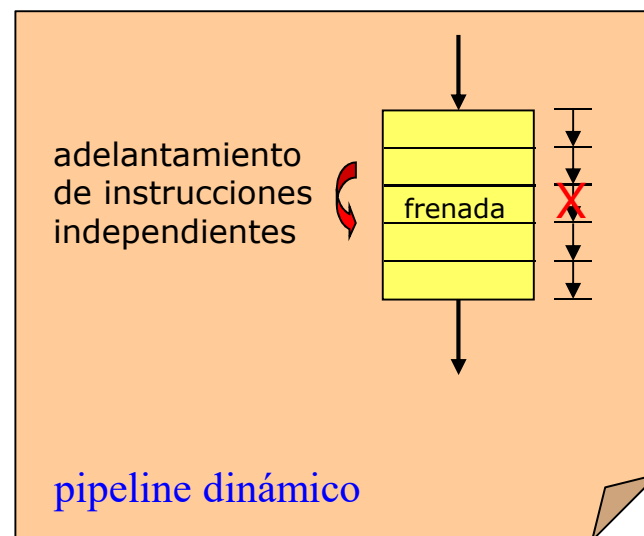 adelantamiento
de instrucciones
independientes
frenada
X
pipeline dinámico